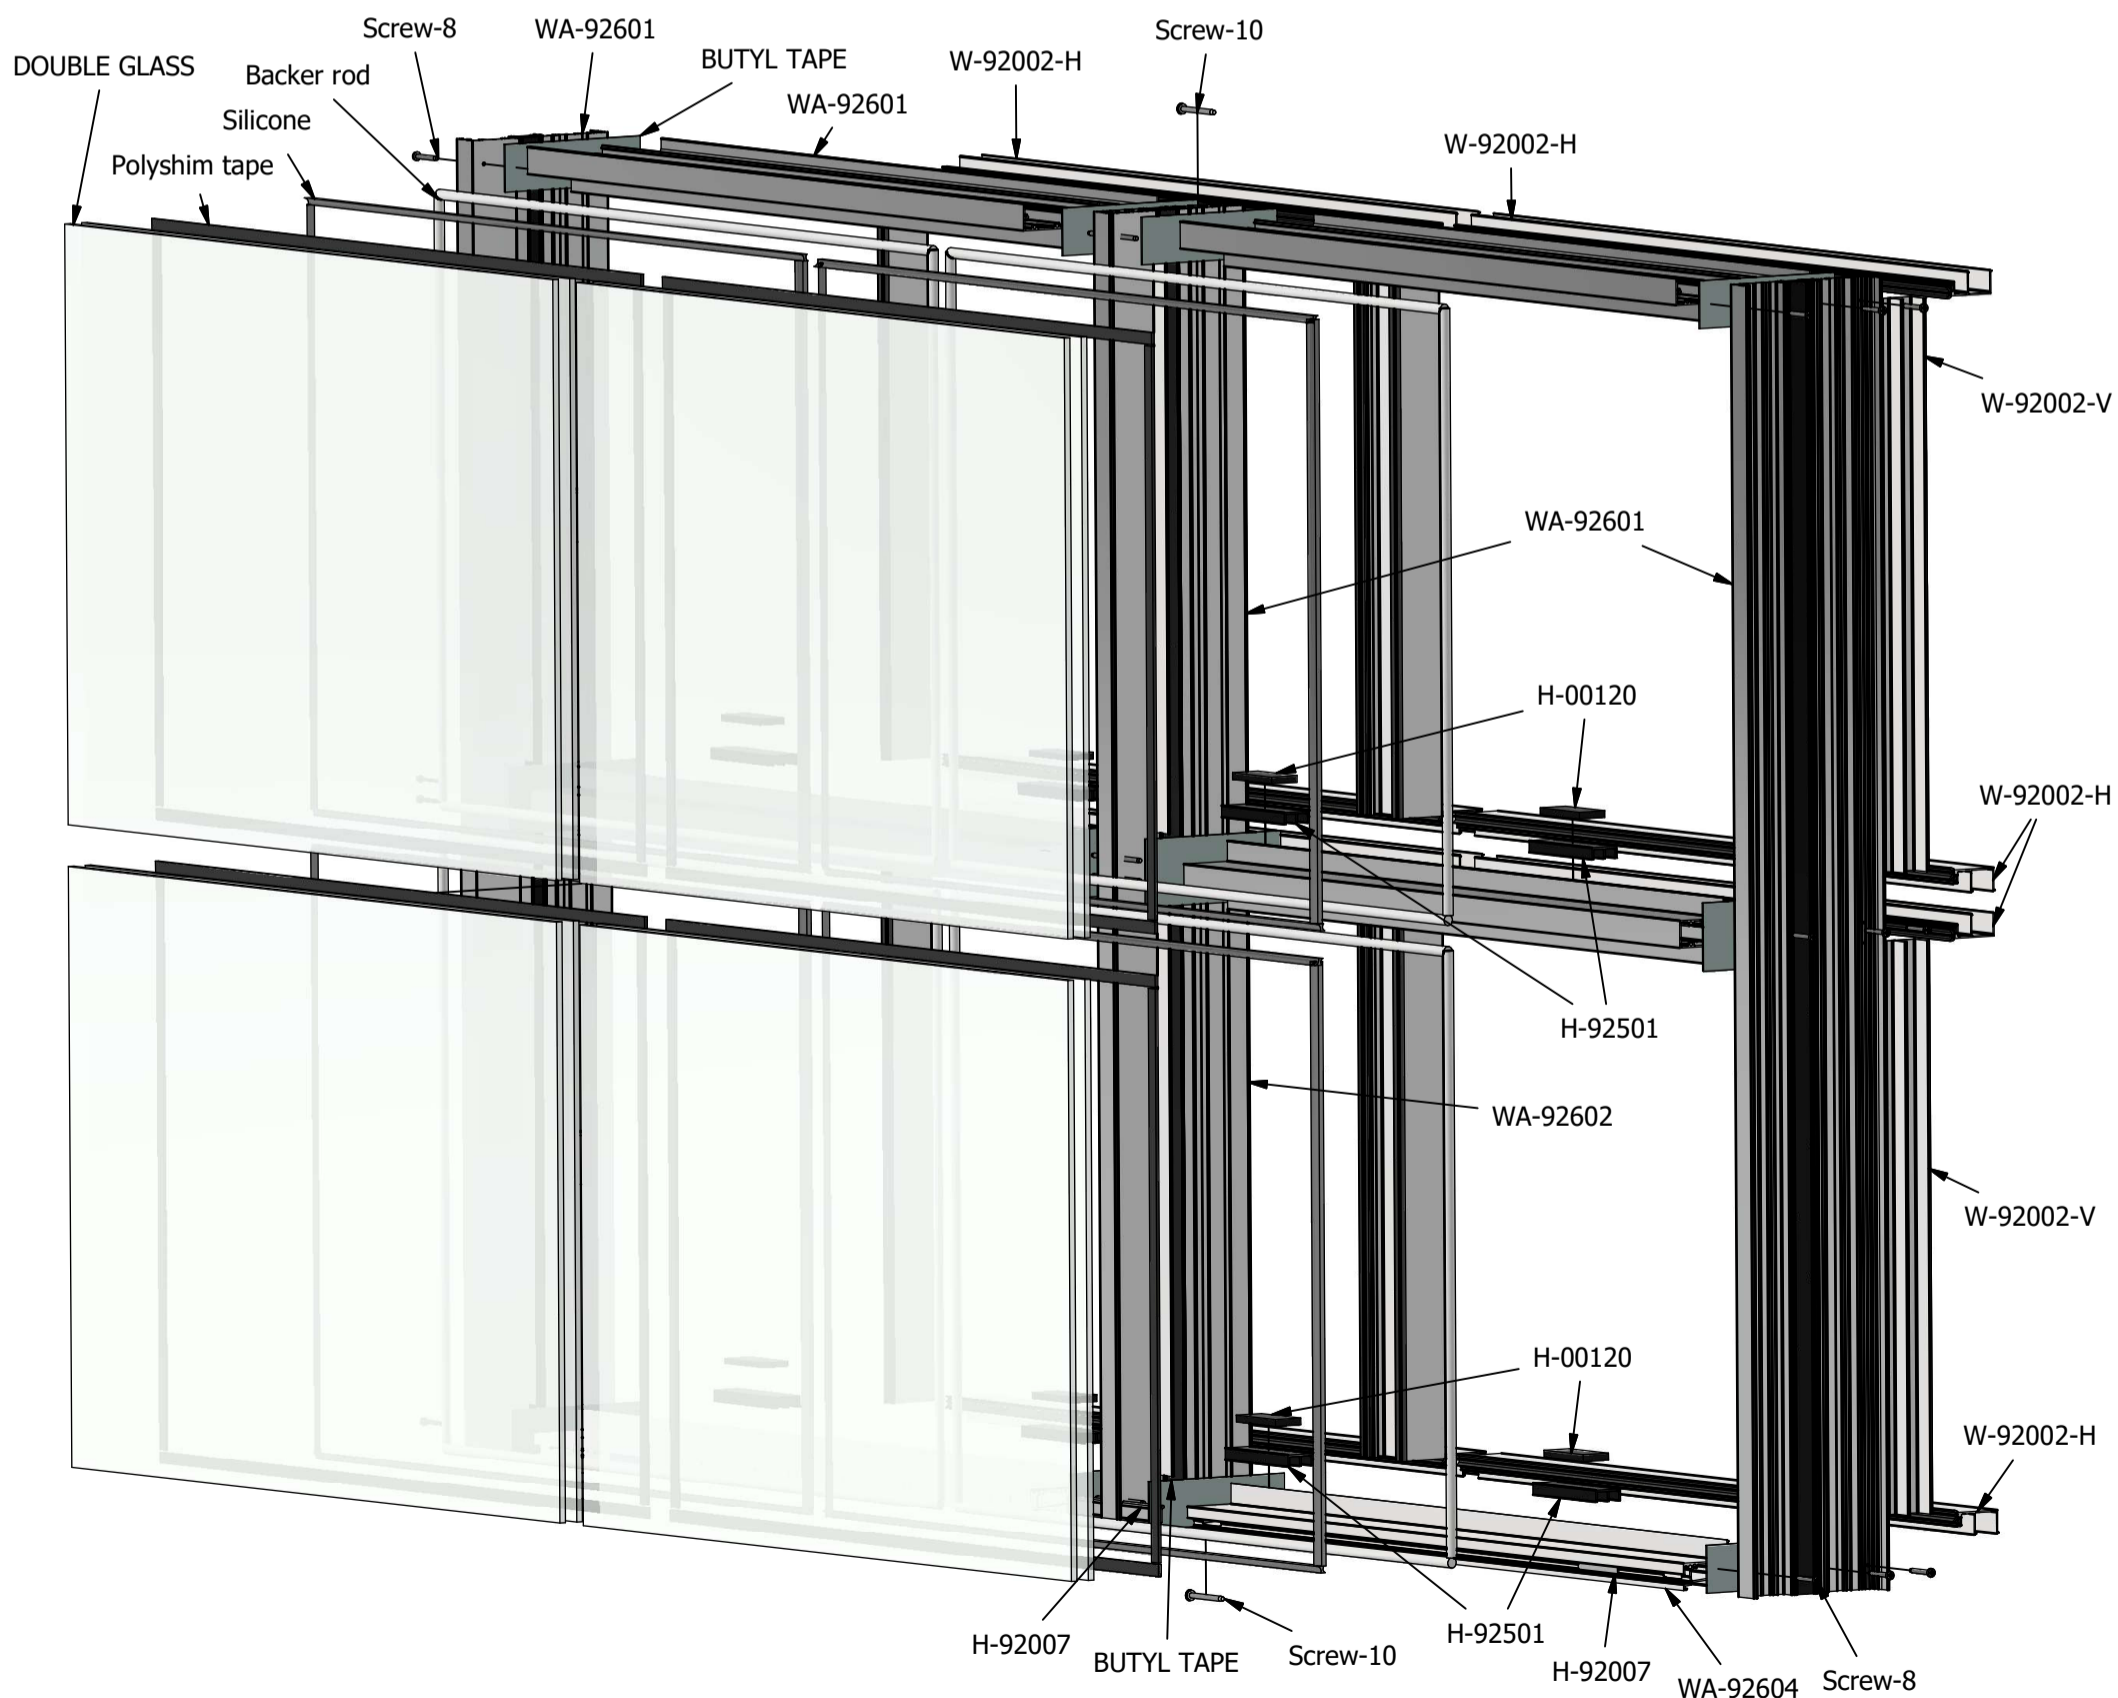 Screw-8
WA-92601
Screw-10
DOUBLE GLASS
Backer rod
BUTYL TAPE
W-92002-H
WA-92601
Silicone
W-92002-H
Polyshim tape
W-92002-V
WA-92601
H-00120
W-92002-H
H-92501
WA-92602
W-92002-V
H-00120
W-92002-H
H-92501
H-92007
BUTYL TAPE
Screw-10
H-92007
WA-92604
Screw-8